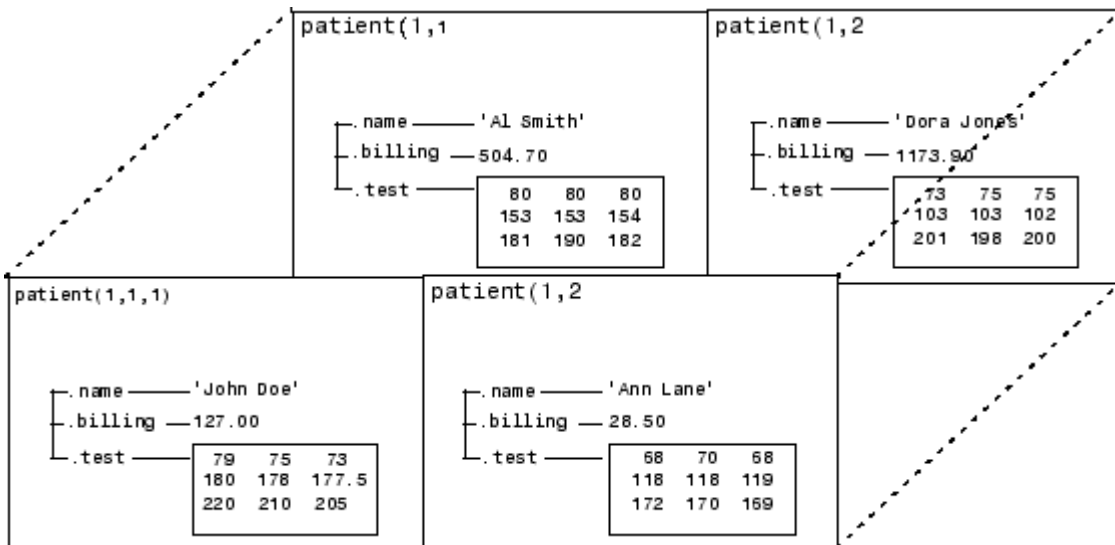 patient(1,1
.name 'Al Smith'
.billing 504.70
.test
80 80 80
153 153 154
181 190 182
patient(1,2
.name 'Dora Jones'
.billing 1173.90
.test
73 75 75
103 103 102
201 198 200
patient(1,1,1)
.name 'John Doe'
.billing 127.00
.test
79 75 73
180 178 177.5
220 210 205
patient(1,2
.name 'Ann Lane'
.billing 28.50
.test
68 70 68
118 118 119
172 170 169